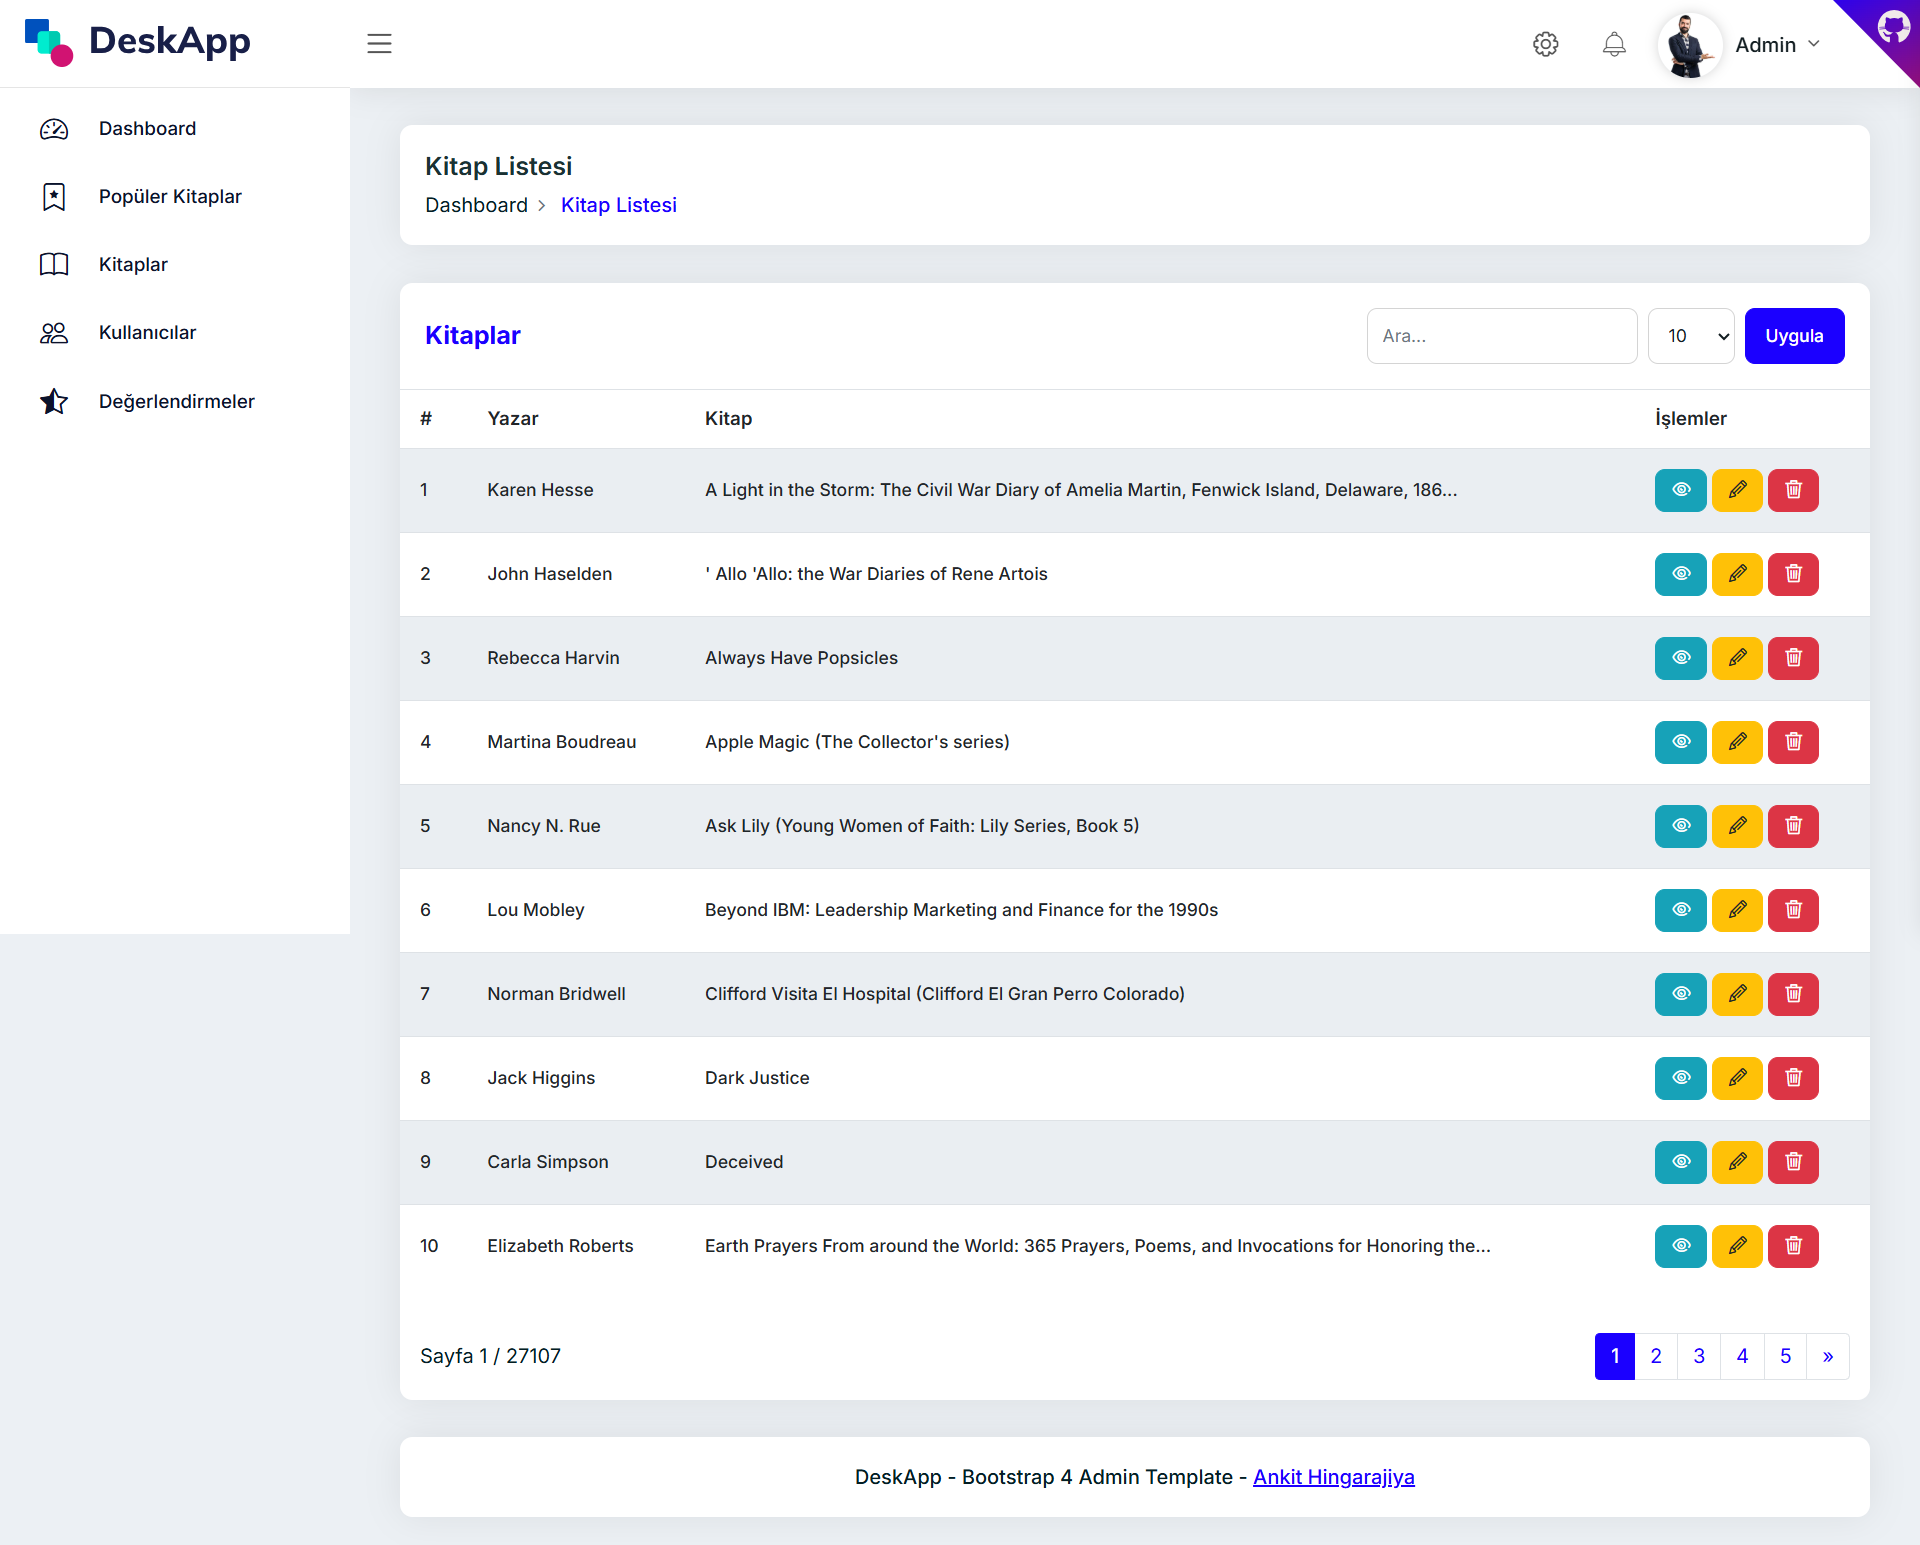 DeskApp
Admin
Dashboard
Popüler Kitaplar
Kitaplar
Kullanıcılar
Değerlendirmeler
Kitap Listesi
Dashboard > Kitap Listesi
Kitaplar
Ara...
10
Uygula
# Yazar Kitap İşlemler
1 Karen Hesse A Light in the Storm: The Civil War Diary of Amelia Martin, Fenwick Island, Delaware, 186...
2 John Haselden ' Allo 'Allo: the War Diaries of Rene Artois
3 Rebecca Harvin Always Have Popsicles
4 Martina Boudreau Apple Magic (The Collector's series)
5 Nancy N. Rue Ask Lily (Young Women of Faith: Lily Series, Book 5)
6 Lou Mobley Beyond IBM: Leadership Marketing and Finance for the 1990s
7 Norman Bridwell Clifford Visita El Hospital (Clifford El Gran Perro Colorado)
8 Jack Higgins Dark Justice
9 Carla Simpson Deceived
10 Elizabeth Roberts Earth Prayers From around the World: 365 Prayers, Poems, and Invocations for Honoring the...
Sayfa 1 / 27107
1 2 3 4 5 »
DeskApp - Bootstrap 4 Admin Template - Ankit Hingarajiya